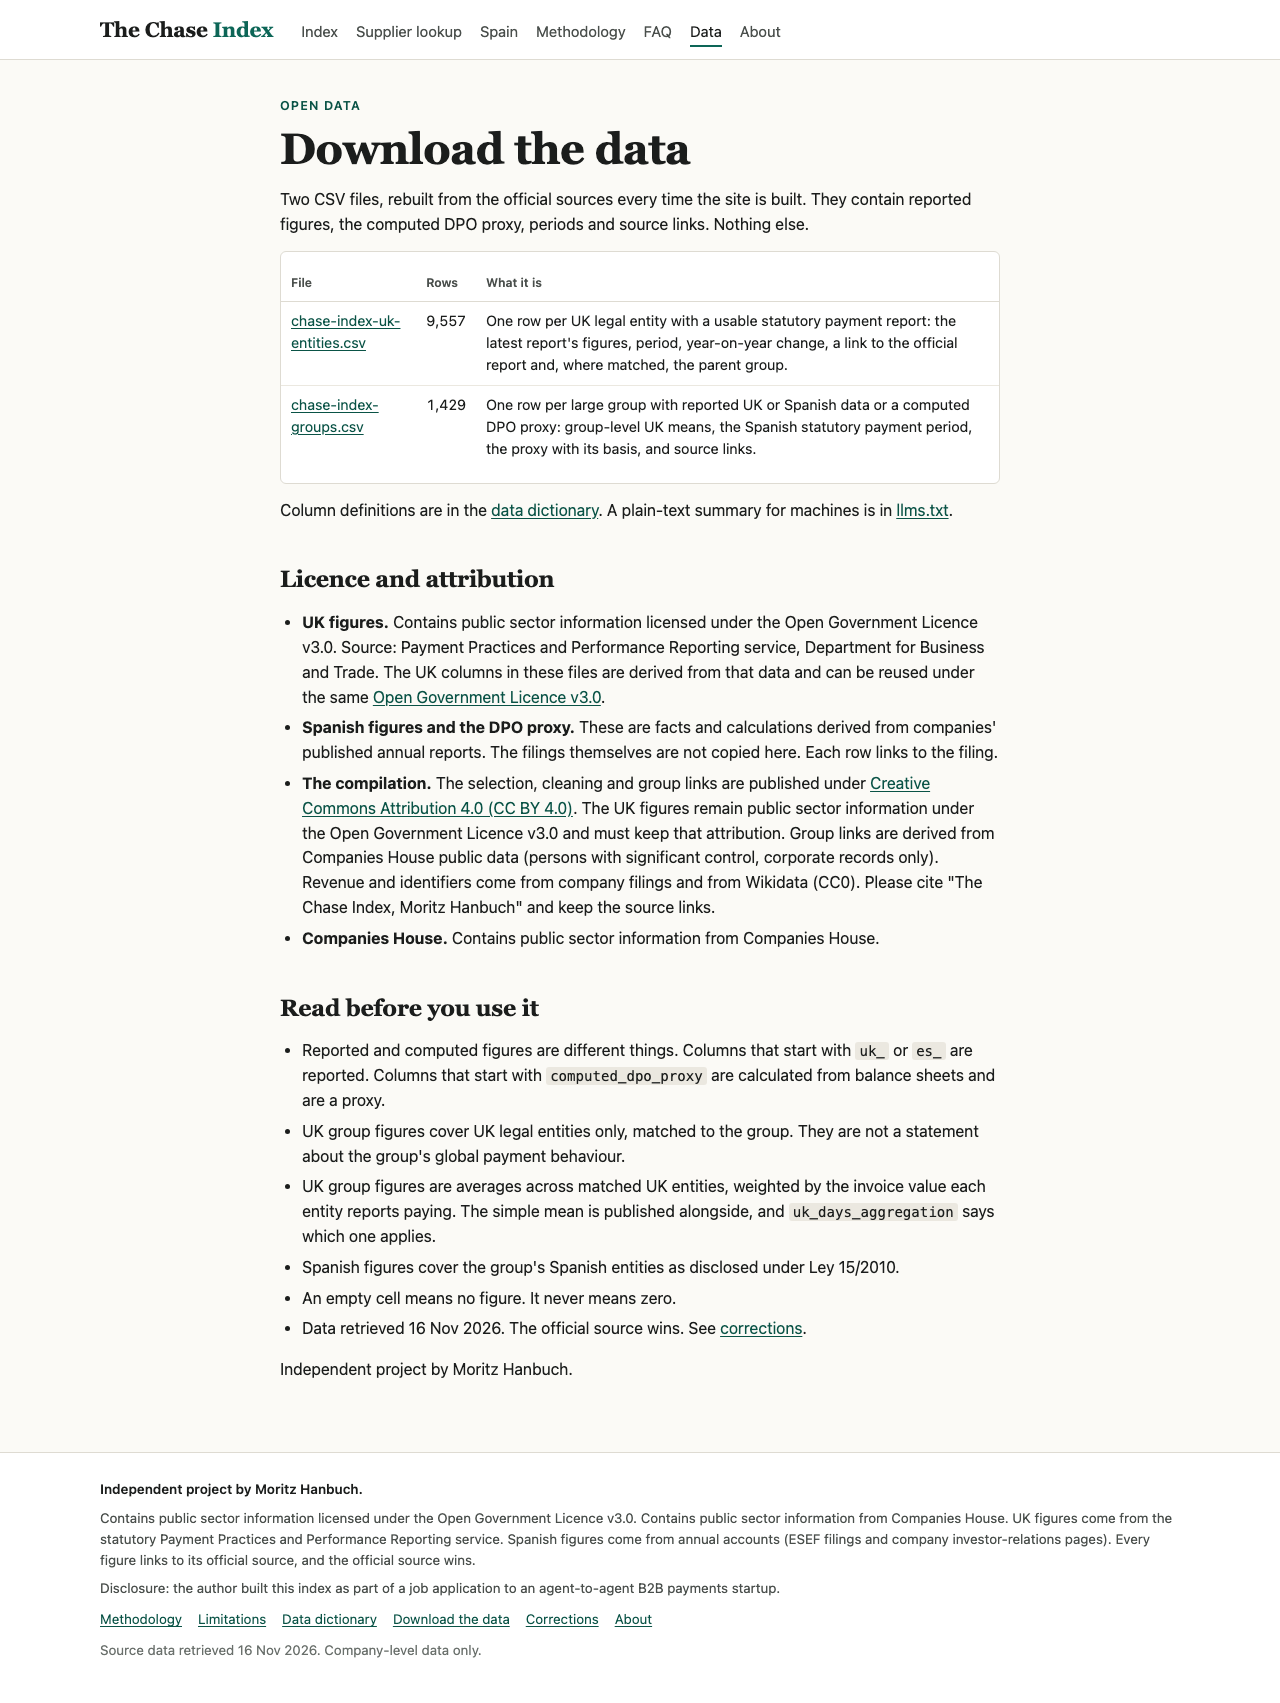 The Chase Index
Index Supplier lookup Spain Methodology FAQ Data About
OPEN DATA
Download the data
Two CSV files, rebuilt from the official sources every time the site is built. They contain reported
figures, the computed DPO proxy, periods and source links. Nothing else.
File Rows What it is
chase-index-uk- 9,557 One row per UK legal entity with a usable statutory payment report: the
entities.csv latest report's figures, period, year-on-year change, a link to the official
report and, where matched, the parent group.
chase-index- 1,429 One row per large group with reported UK or Spanish data or a computed
groups.csv DPO proxy: group-level UK means, the Spanish statutory payment period,
the proxy with its basis, and source links.
Column definitions are in the data dictionary. A plain-text summary for machines is in llms.txt.
Licence and attribution
• UK figures. Contains public sector information licensed under the Open Government Licence
v3.0. Source: Payment Practices and Performance Reporting service, Department for Business
and Trade. The UK columns in these files are derived from that data and can be reused under
the same Open Government Licence v3.0.
• Spanish figures and the DPO proxy. These are facts and calculations derived from companies'
published annual reports. The filings themselves are not copied here. Each row links to the filing.
• The compilation. The selection, cleaning and group links are published under Creative
Commons Attribution 4.0 (CC BY 4.0). The UK figures remain public sector information under
the Open Government Licence v3.0 and must keep that attribution. Group links are derived from
Companies House public data (persons with significant control, corporate records only).
Revenue and identifiers come from company filings and from Wikidata (CC0). Please cite "The
Chase Index, Moritz Hanbuch" and keep the source links.
• Companies House. Contains public sector information from Companies House.
Read before you use it
• Reported and computed figures are different things. Columns that start with uk_ or es_ are
reported. Columns that start with computed_dpo_proxy are calculated from balance sheets and
are a proxy.
• UK group figures cover UK legal entities only, matched to the group. They are not a statement
about the group's global payment behaviour.
• UK group figures are averages across matched UK entities, weighted by the invoice value each
entity reports paying. The simple mean is published alongside, and uk_days_aggregation says
which one applies.
• Spanish figures cover the group's Spanish entities as disclosed under Ley 15/2010.
• An empty cell means no figure. It never means zero.
• Data retrieved 16 Nov 2026. The official source wins. See corrections.
Independent project by Moritz Hanbuch.
Independent project by Moritz Hanbuch.
Contains public sector information licensed under the Open Government Licence v3.0. Contains public sector information from Companies House. UK figures come from the
statutory Payment Practices and Performance Reporting service. Spanish figures come from annual accounts (ESEF filings and company investor-relations pages). Every
figure links to its official source, and the official source wins.
Disclosure: the author built this index as part of a job application to an agent-to-agent B2B payments startup.
Methodology Limitations Data dictionary Download the data Corrections About
Source data retrieved 16 Nov 2026. Company-level data only.